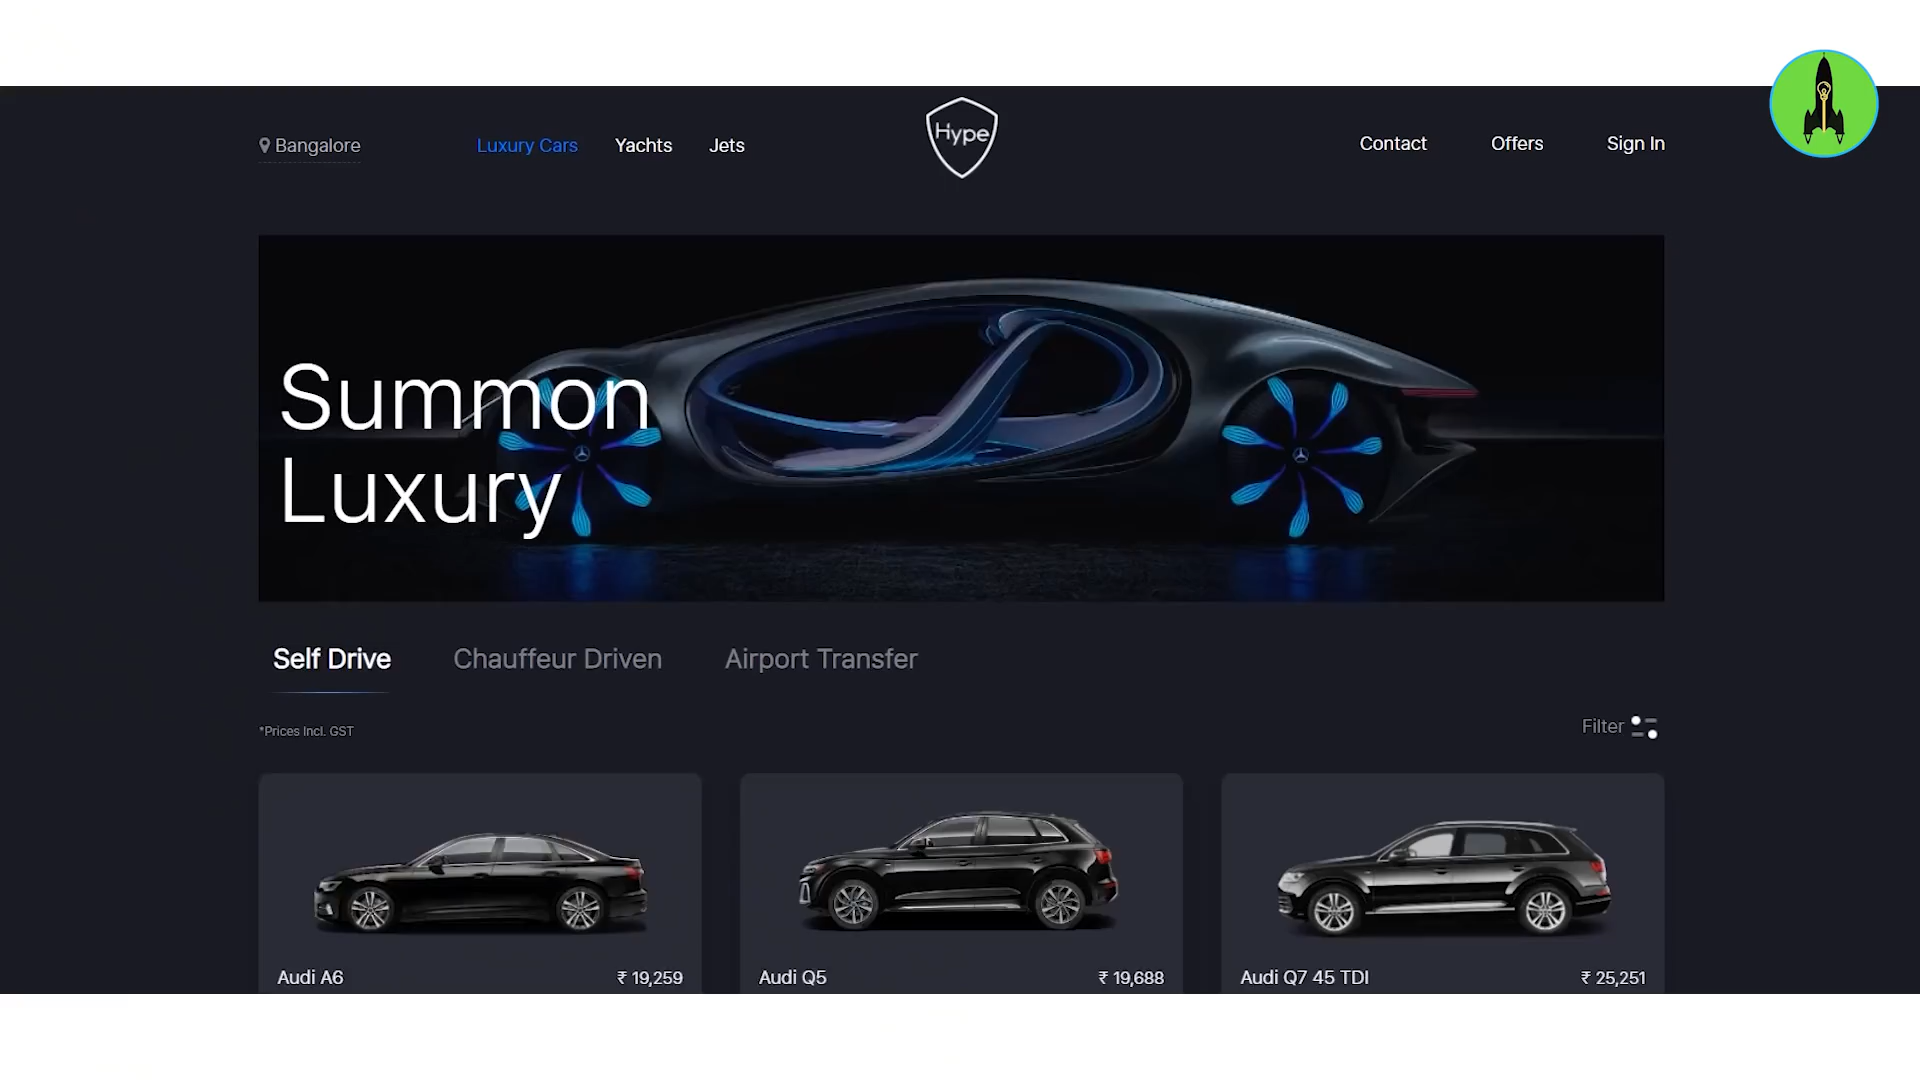 Bangalore
Luxury Cars
Yachts
Jets
Hype
Contact
Offers
Sign In
Summon
Luxury
Self Drive
Chauffeur Driven
Airport Transfer
*Prices Incl. GST
Filter
Audi A6
₹ 19,259
Audi Q5
₹ 19,688
Audi Q7 45 TDI
₹ 25,251